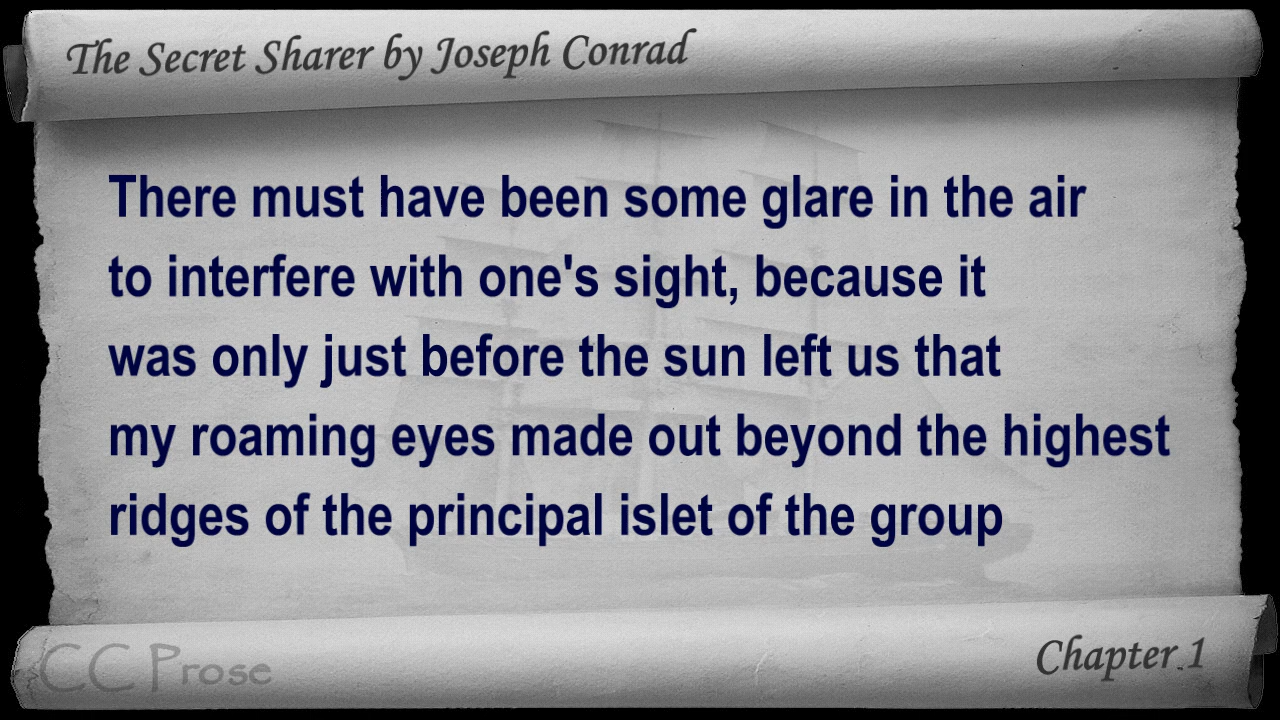 The Secret Sharer by Joseph Conrad
There must have been some glare in the air
to interfere with one's sight, because it
was only just before the sun left us that
my roaming eyes made out beyond the highest
ridges of the principal islet of the group
CC Prose
Chapter 1